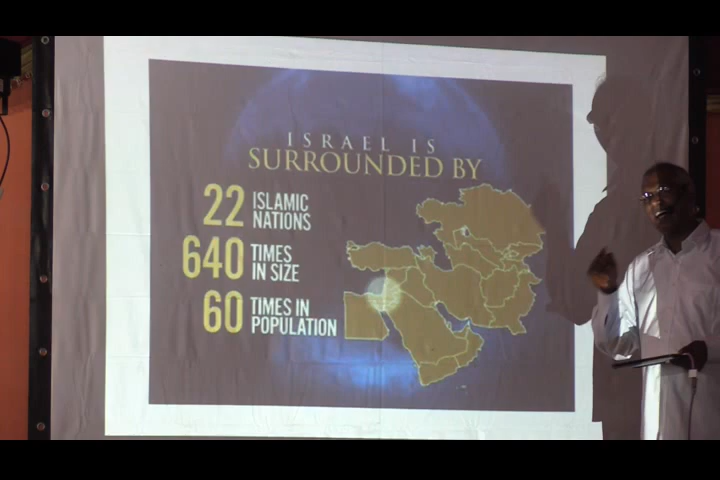 ISRAEL IS
SURROUNDED BY
22 ISLAMIC
NATIONS
640 TIMES
IN SIZE
60 TIMES IN
POPULATION